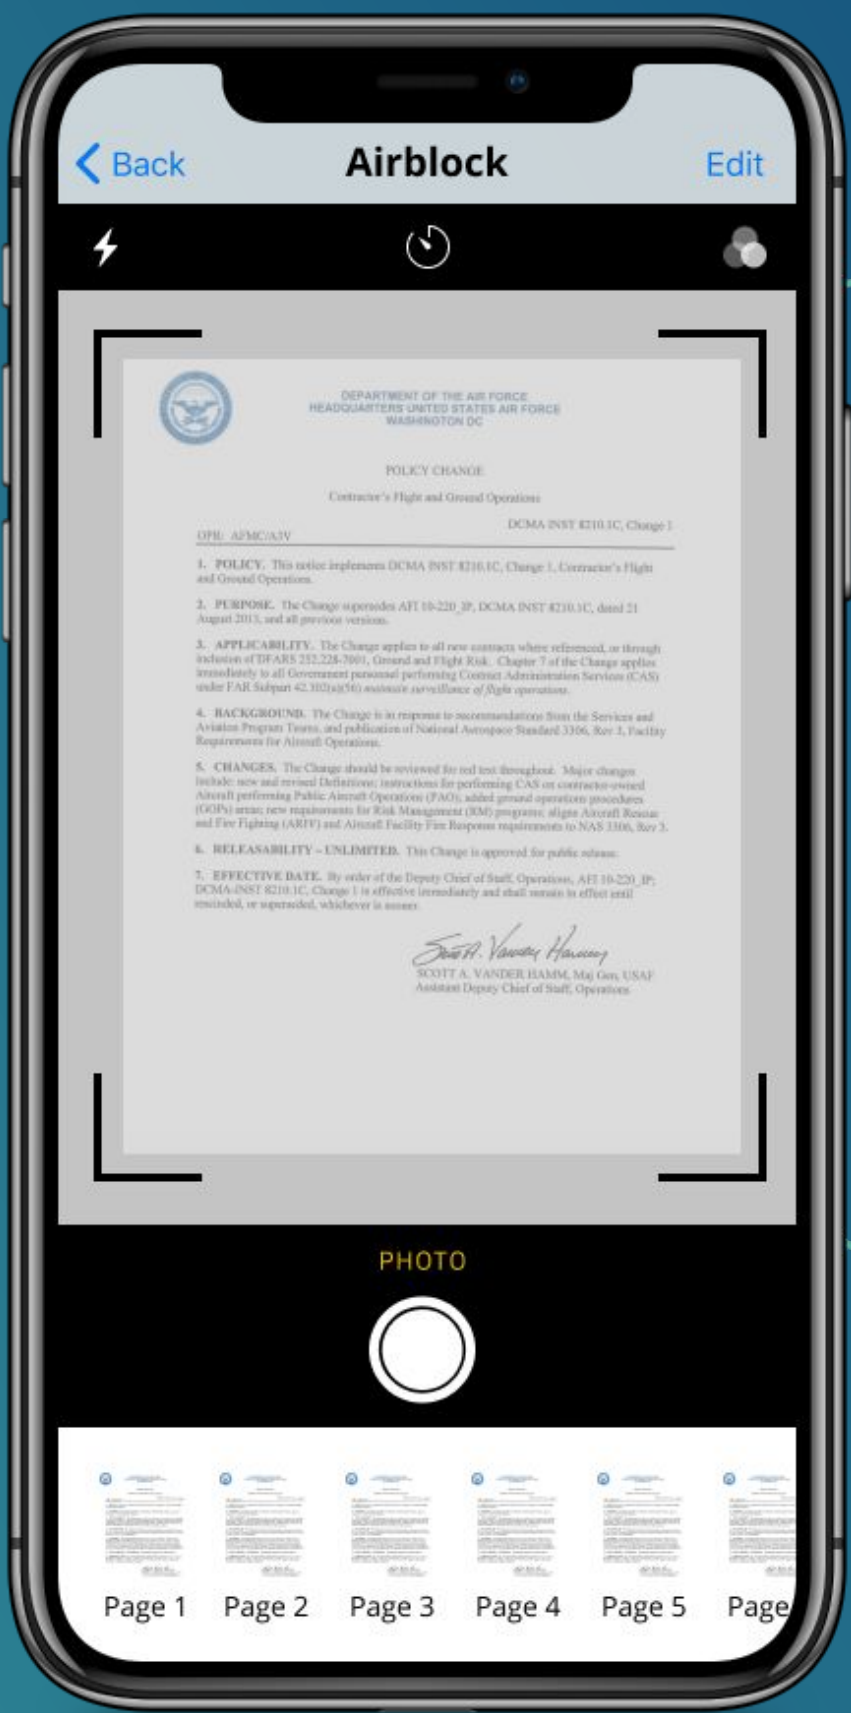 Back
Airblock
Edit
DEPARTMENT OF THE AIR FORCE
HEADQUARTERS UNITED STATES AIR FORCE
WASHINGTON DC
POLICY CHANGE
Contractor's Flight and Ground Operations
DCMA INST 8210.1C, Change 1
OPR: AFMC/A3V
1. POLICY. This notice implements DCMA INST 8210.1C, Change 1, Contractor's Flight
and Ground Operations.
2. PURPOSE. The Change supersedes AFI 10-220_IP, DCMA INST 8210.1C, dated 21
August 2013, and all previous versions.
3. APPLICABILITY. The Change applies to all new contracts where referenced, or through
inclusion of DFARS 252.228-7001, Ground and Flight Risk. Chapter 7 of the Change applies
immediately to all Government personnel performing Contract Administration Services (CAS)
under FAR Subpart 42.302(a)(56) maintain surveillance of flight operations.
4. BACKGROUND. The Change is in response to recommendations from the Services and
Aviation Program Teams, and publication of National Aerospace Standard 3306, Rev 3, Facility
Requirements for Aircraft Operations.
5. CHANGES. The Change should be reviewed for red text throughout. Major changes
include: new and revised Definitions; instructions for performing CAS on contractor-owned
Aircraft performing Public Aircraft Operations (PAO); added ground operations procedures
(GOPs) areas; new requirements for Risk Management (RM) programs; aligns Aircraft Rescue
and Fire Fighting (ARFF) and Aircraft Facility Fire Response requirements to NAS 3306, Rev 3.
6. RELEASABILITY – UNLIMITED. This Change is approved for public release.
7. EFFECTIVE DATE. By order of the Deputy Chief of Staff, Operations, AFI 10-220_IP;
DCMA-INST 8210.1C, Change 1 is effective immediately and shall remain in effect until
rescinded, or superseded, whichever is sooner.
SCOTT A. VANDER HAMM, Maj Gen, USAF
Assistant Deputy Chief of Staff, Operations
PHOTO
Page 1 Page 2 Page 3 Page 4 Page 5 Page